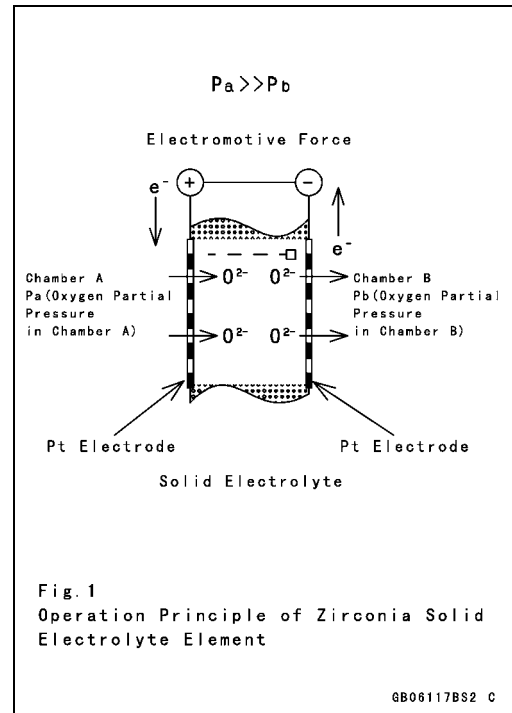 Pa>>Pb
Electromotive Force
e⁻ + −
e⁻
Chamber A
Pa(Oxygen Partial
Pressure
in Chamber A)
O²⁻ O²⁻
O²⁻ O²⁻
Chamber B
Pb(Oxygen Partial
Pressure
in Chamber B)
Pt Electrode Pt Electrode
Solid Electrolyte
Fig.1
Operation Principle of Zirconia Solid
Electrolyte Element
GB06117BS2 C